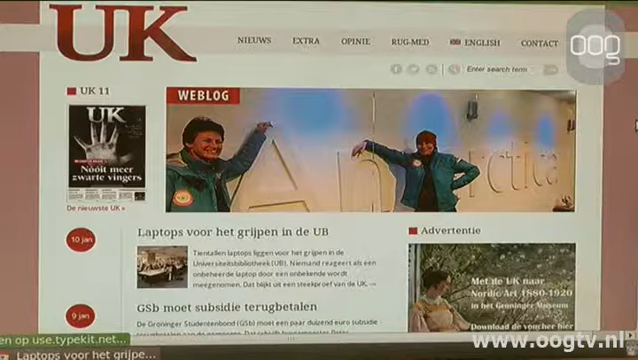 UK
NIEUWS EXTRA OPINIE RUG-MED ENGLISH CONTACT
oog
Enter search term
UK 11
UK
Nooit meer
zwarte vingers
De nieuwste UK »
WEBLOG
A n rctica
10 jan
Laptops voor het grijpen in de UB
Tientallen laptops liggen voor het grijpen in de
Universiteitsbibliotheek (UB). Niemand reageert als een
onbeheerde laptop door een onbekende wordt
meegenomen. Dat blijkt uit een steekproef van de UK.
9 jan
GSb moet subsidie terugbetalen
De Groninger Studentenbond (GSb) moet een paar duizend euro subsidie
Advertentie
Met de UK naar
Nordic Art 1880-1920
in het Groninger Museum
Download de voucher hier
en op use.typekit.net...
Laptops voor het grijpe...
www.oogtv.nl